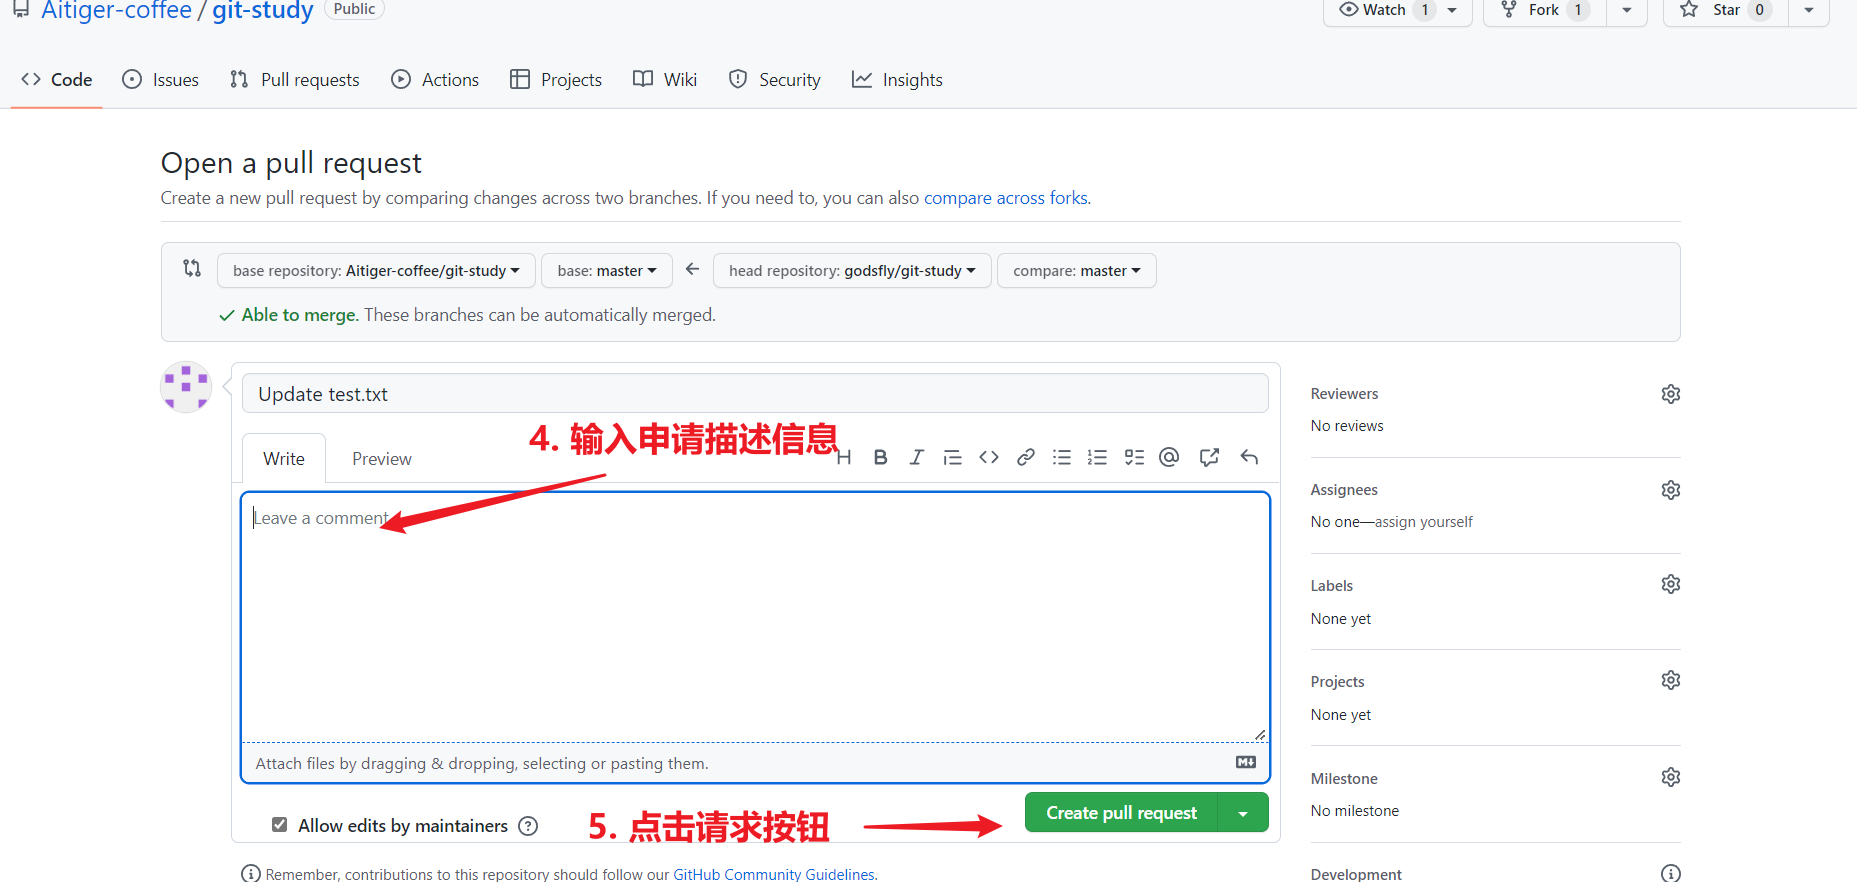 Aitiger-coffee / git-study Public Watch 1 Fork 1 Star 0
Code Issues Pull requests Actions Projects Wiki Security Insights
Open a pull request
Create a new pull request by comparing changes across two branches. If you need to, you can also compare across forks.
base repository: Aitiger-coffee/git-study base: master head repository: godsfly/git-study compare: master
Able to merge. These branches can be automatically merged.
Update test.txt
4. 输入申请描述信息
Write Preview
Leave a comment
Attach files by dragging & dropping, selecting or pasting them.
Allow edits by maintainers
5. 点击请求按钮
Create pull request
Remember, contributions to this repository should follow our GitHub Community Guidelines.
Reviewers
No reviews
Assignees
No one—assign yourself
Labels
None yet
Projects
None yet
Milestone
No milestone
Development